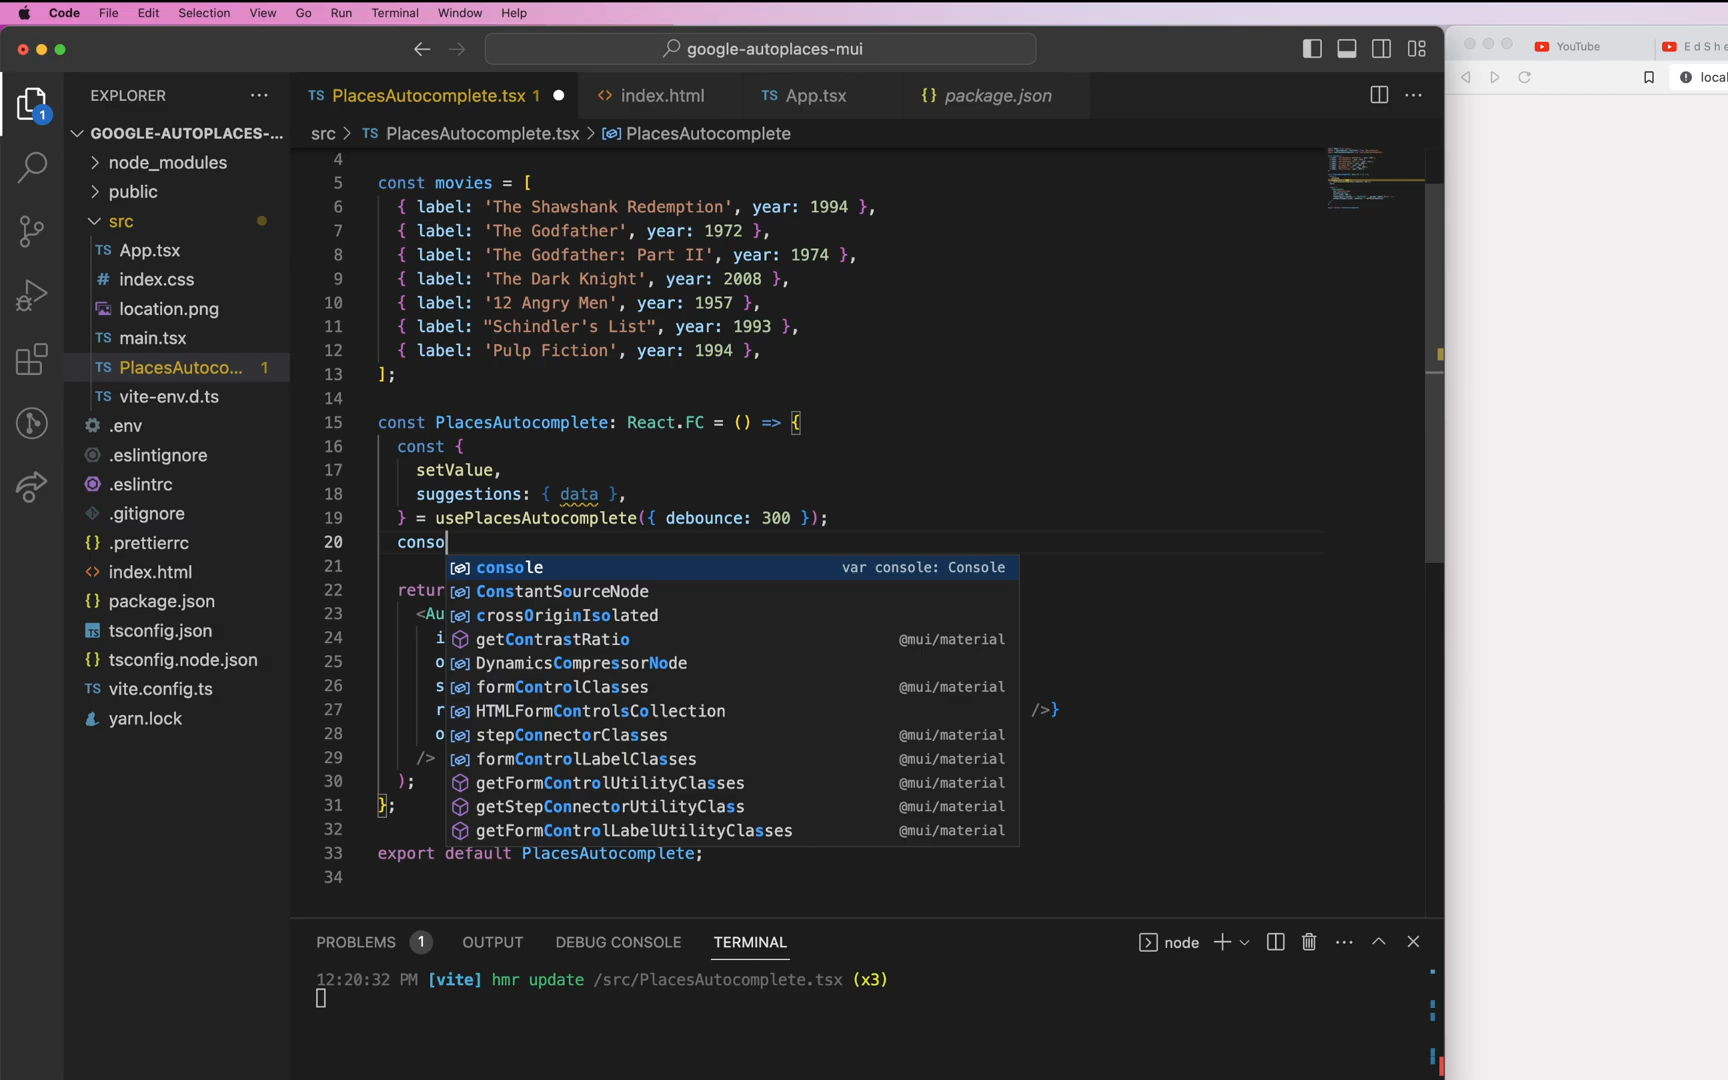 Code File Edit Selection View Go Run Terminal Window Help
google-autoplaces-mui
YouTube
E d S h e
local
EXPLORER
1
GOOGLE-AUTOPLACES-...
node_modules
public
src
TS App.tsx
# index.css
location.png
TS main.tsx
TS PlacesAutoco... 1
TS vite-env.d.ts
.env
.eslintignore
.eslintrc
.gitignore
{} .prettierrc
<> index.html
{} package.json
TS tsconfig.json
{} tsconfig.node.json
TS vite.config.ts
yarn.lock
TS PlacesAutocomplete.tsx 1
<> index.html
TS App.tsx
{} package.json
src > TS PlacesAutocomplete.tsx > PlacesAutocomplete
4
5 const movies = [
6 { label: 'The Shawshank Redemption', year: 1994 },
7 { label: 'The Godfather', year: 1972 },
8 { label: 'The Godfather: Part II', year: 1974 },
9 { label: 'The Dark Knight', year: 2008 },
10 { label: '12 Angry Men', year: 1957 },
11 { label: "Schindler's List", year: 1993 },
12 { label: 'Pulp Fiction', year: 1994 },
13 ];
14
15 const PlacesAutocomplete: React.FC = () => {
16 const {
17 setValue,
18 suggestions: { data },
19 } = usePlacesAutocomplete({ debounce: 300 });
20 conso
21
22 retur
23 <Au
24 i
25 o
26 s
27 r />}
28 o
29 />
30 );
31 };
32
33 export default PlacesAutocomplete;
34
console var console: Console
ConstantSourceNode
crossOriginIsolated
getContrastRatio @mui/material
DynamicsCompressorNode
formControlClasses @mui/material
HTMLFormControlsCollection
stepConnectorClasses @mui/material
formControlLabelClasses @mui/material
getFormControlUtilityClasses @mui/material
getStepConnectorUtilityClass @mui/material
getFormControlLabelUtilityClasses @mui/material
PROBLEMS 1 OUTPUT DEBUG CONSOLE TERMINAL
node
12:20:32 PM [vite] hmr update /src/PlacesAutocomplete.tsx (x3)